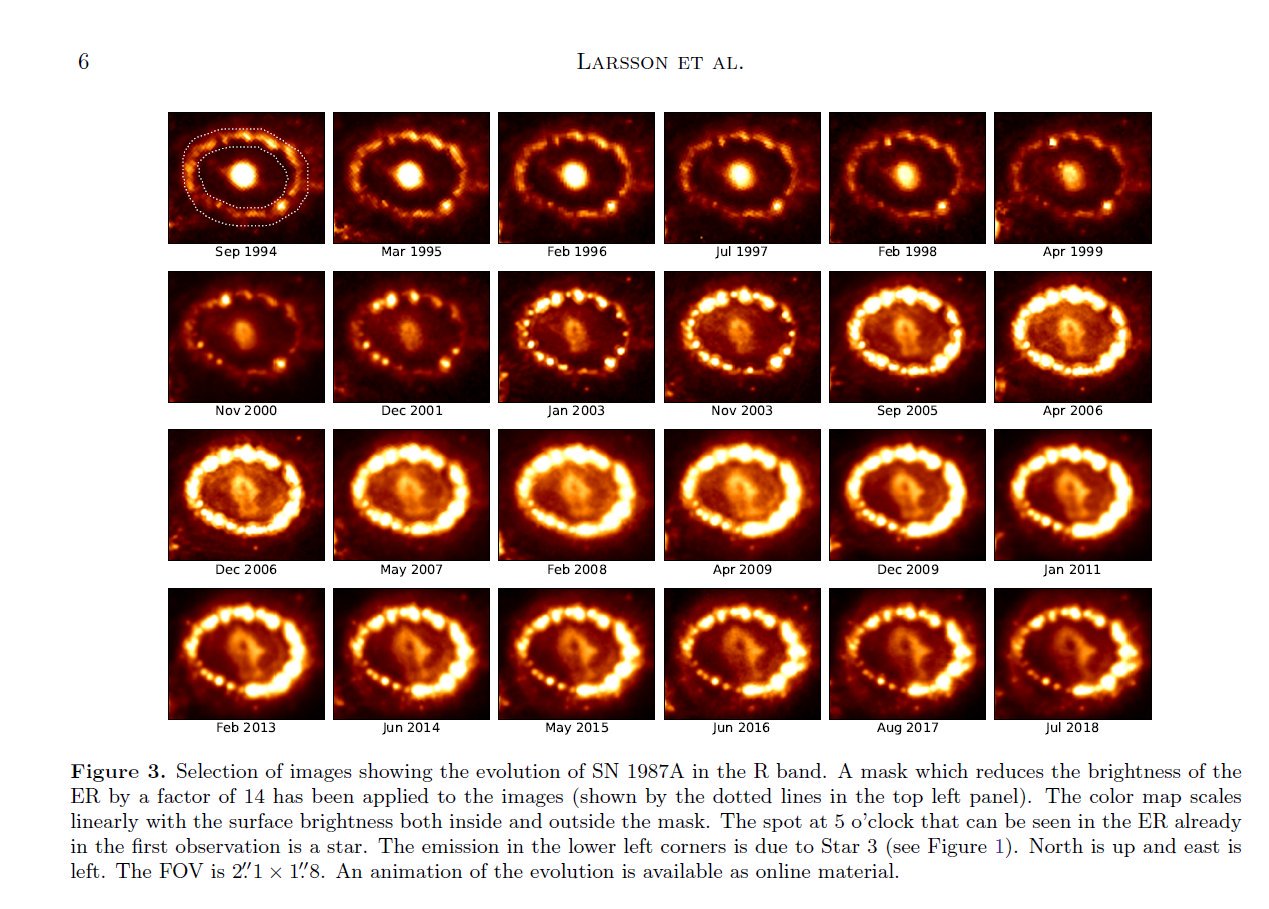 6
LARSSON ET AL.
Sep 1994 Mar 1995 Feb 1996 Jul 1997 Feb 1998 Apr 1999
Nov 2000 Dec 2001 Jan 2003 Nov 2003 Sep 2005 Apr 2006
Dec 2006 May 2007 Feb 2008 Apr 2009 Dec 2009 Jan 2011
Feb 2013 Jun 2014 May 2015 Jun 2016 Aug 2017 Jul 2018
Figure 3. Selection of images showing the evolution of SN 1987A in the R band. A mask which reduces the brightness of the
ER by a factor of 14 has been applied to the images (shown by the dotted lines in the top left panel). The color map scales
linearly with the surface brightness both inside and outside the mask. The spot at 5 o'clock that can be seen in the ER already
in the first observation is a star. The emission in the lower left corners is due to Star 3 (see Figure 1). North is up and east is
left. The FOV is 2.″1 × 1.″8. An animation of the evolution is available as online material.